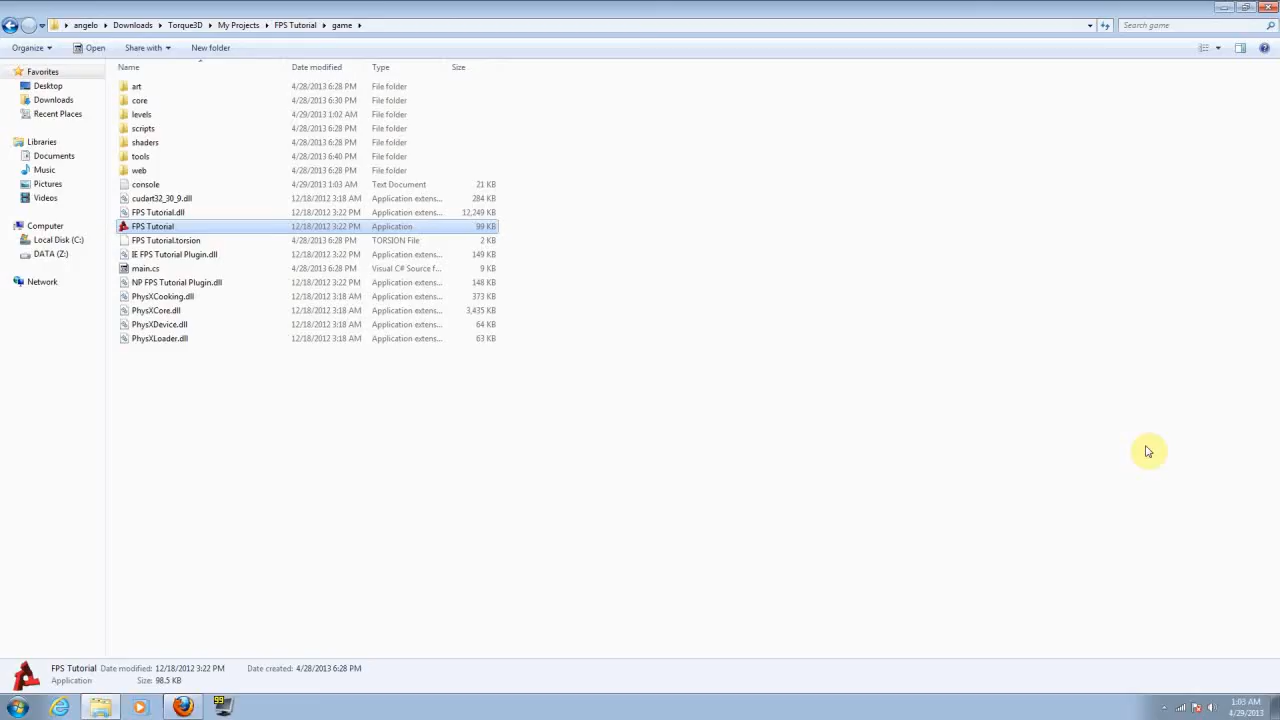 angelo ▸ Downloads ▸ Torque3D ▸ My Projects ▸ FPS Tutorial ▸ game ▸ Search game
Organize Open Share with New folder
Name Date modified Type Size
Favorites
Desktop
Downloads
Recent Places
Libraries
Documents
Music
Pictures
Videos
Computer
Local Disk (C:)
DATA (Z:)
Network
art 4/28/2013 6:28 PM File folder
core 4/28/2013 6:30 PM File folder
levels 4/29/2013 1:02 AM File folder
scripts 4/28/2013 6:28 PM File folder
shaders 4/28/2013 6:28 PM File folder
tools 4/28/2013 6:40 PM File folder
web 4/28/2013 6:28 PM File folder
console 4/29/2013 1:03 AM Text Document 21 KB
cudart32_30_9.dll 12/18/2012 3:18 AM Application extens... 284 KB
FPS Tutorial.dll 12/18/2012 3:22 PM Application extens... 12,249 KB
FPS Tutorial 12/18/2012 3:22 PM Application 99 KB
FPS Tutorial.torsion 4/28/2013 6:28 PM TORSION File 2 KB
IE FPS Tutorial Plugin.dll 12/18/2012 3:22 PM Application extens... 149 KB
main.cs 4/28/2013 6:28 PM Visual C# Source f... 9 KB
NP FPS Tutorial Plugin.dll 12/18/2012 3:22 PM Application extens... 148 KB
PhysXCooking.dll 12/18/2012 3:18 AM Application extens... 373 KB
PhysXCore.dll 12/18/2012 3:18 AM Application extens... 3,435 KB
PhysXDevice.dll 12/18/2012 3:18 AM Application extens... 64 KB
PhysXLoader.dll 12/18/2012 3:18 AM Application extens... 63 KB
FPS Tutorial Date modified: 12/18/2012 3:22 PM Date created: 4/28/2013 6:28 PM
Application Size: 98.5 KB
99
1:03 AM
4/29/2013